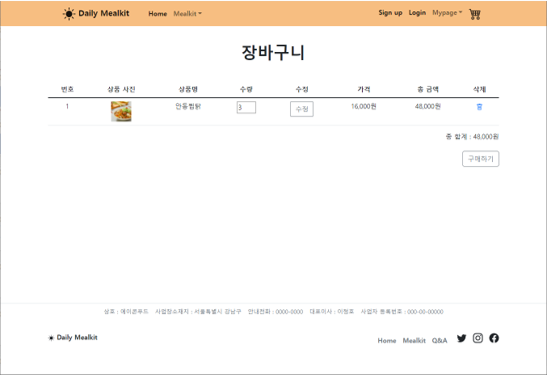 Daily Mealkit Home Mealkit Sign up Login Mypage
장바구니
번호 상품 사진 상품명 수량 수정 가격 총 금액 삭제
1 안동찜닭 3 수정 16,000원 48,000원
총 합계 : 48,000원
구매하기
상호 : 에이콘푸드 사업장소재지 : 서울특별시 강남구 안내전화 : 0000-0000 대표이사 : 이정호 사업자 등록번호 : 000-00-00000
Daily Mealkit Home Mealkit Q&A